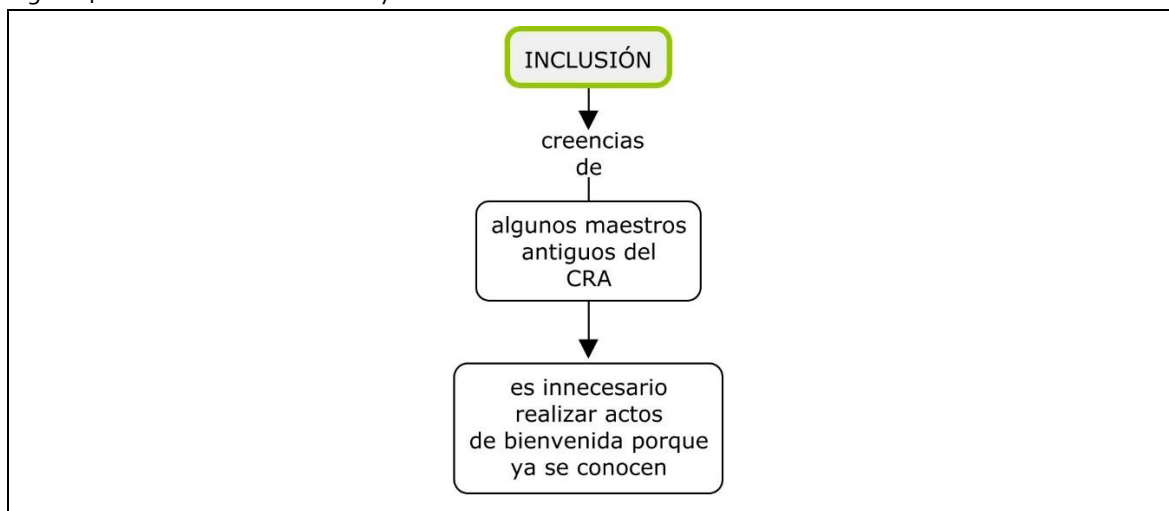 INCLUSIÓN
creencias
de
algunos maestros
antiguos del
CRA
es innecesario
realizar actos
de bienvenida porque
ya se conocen